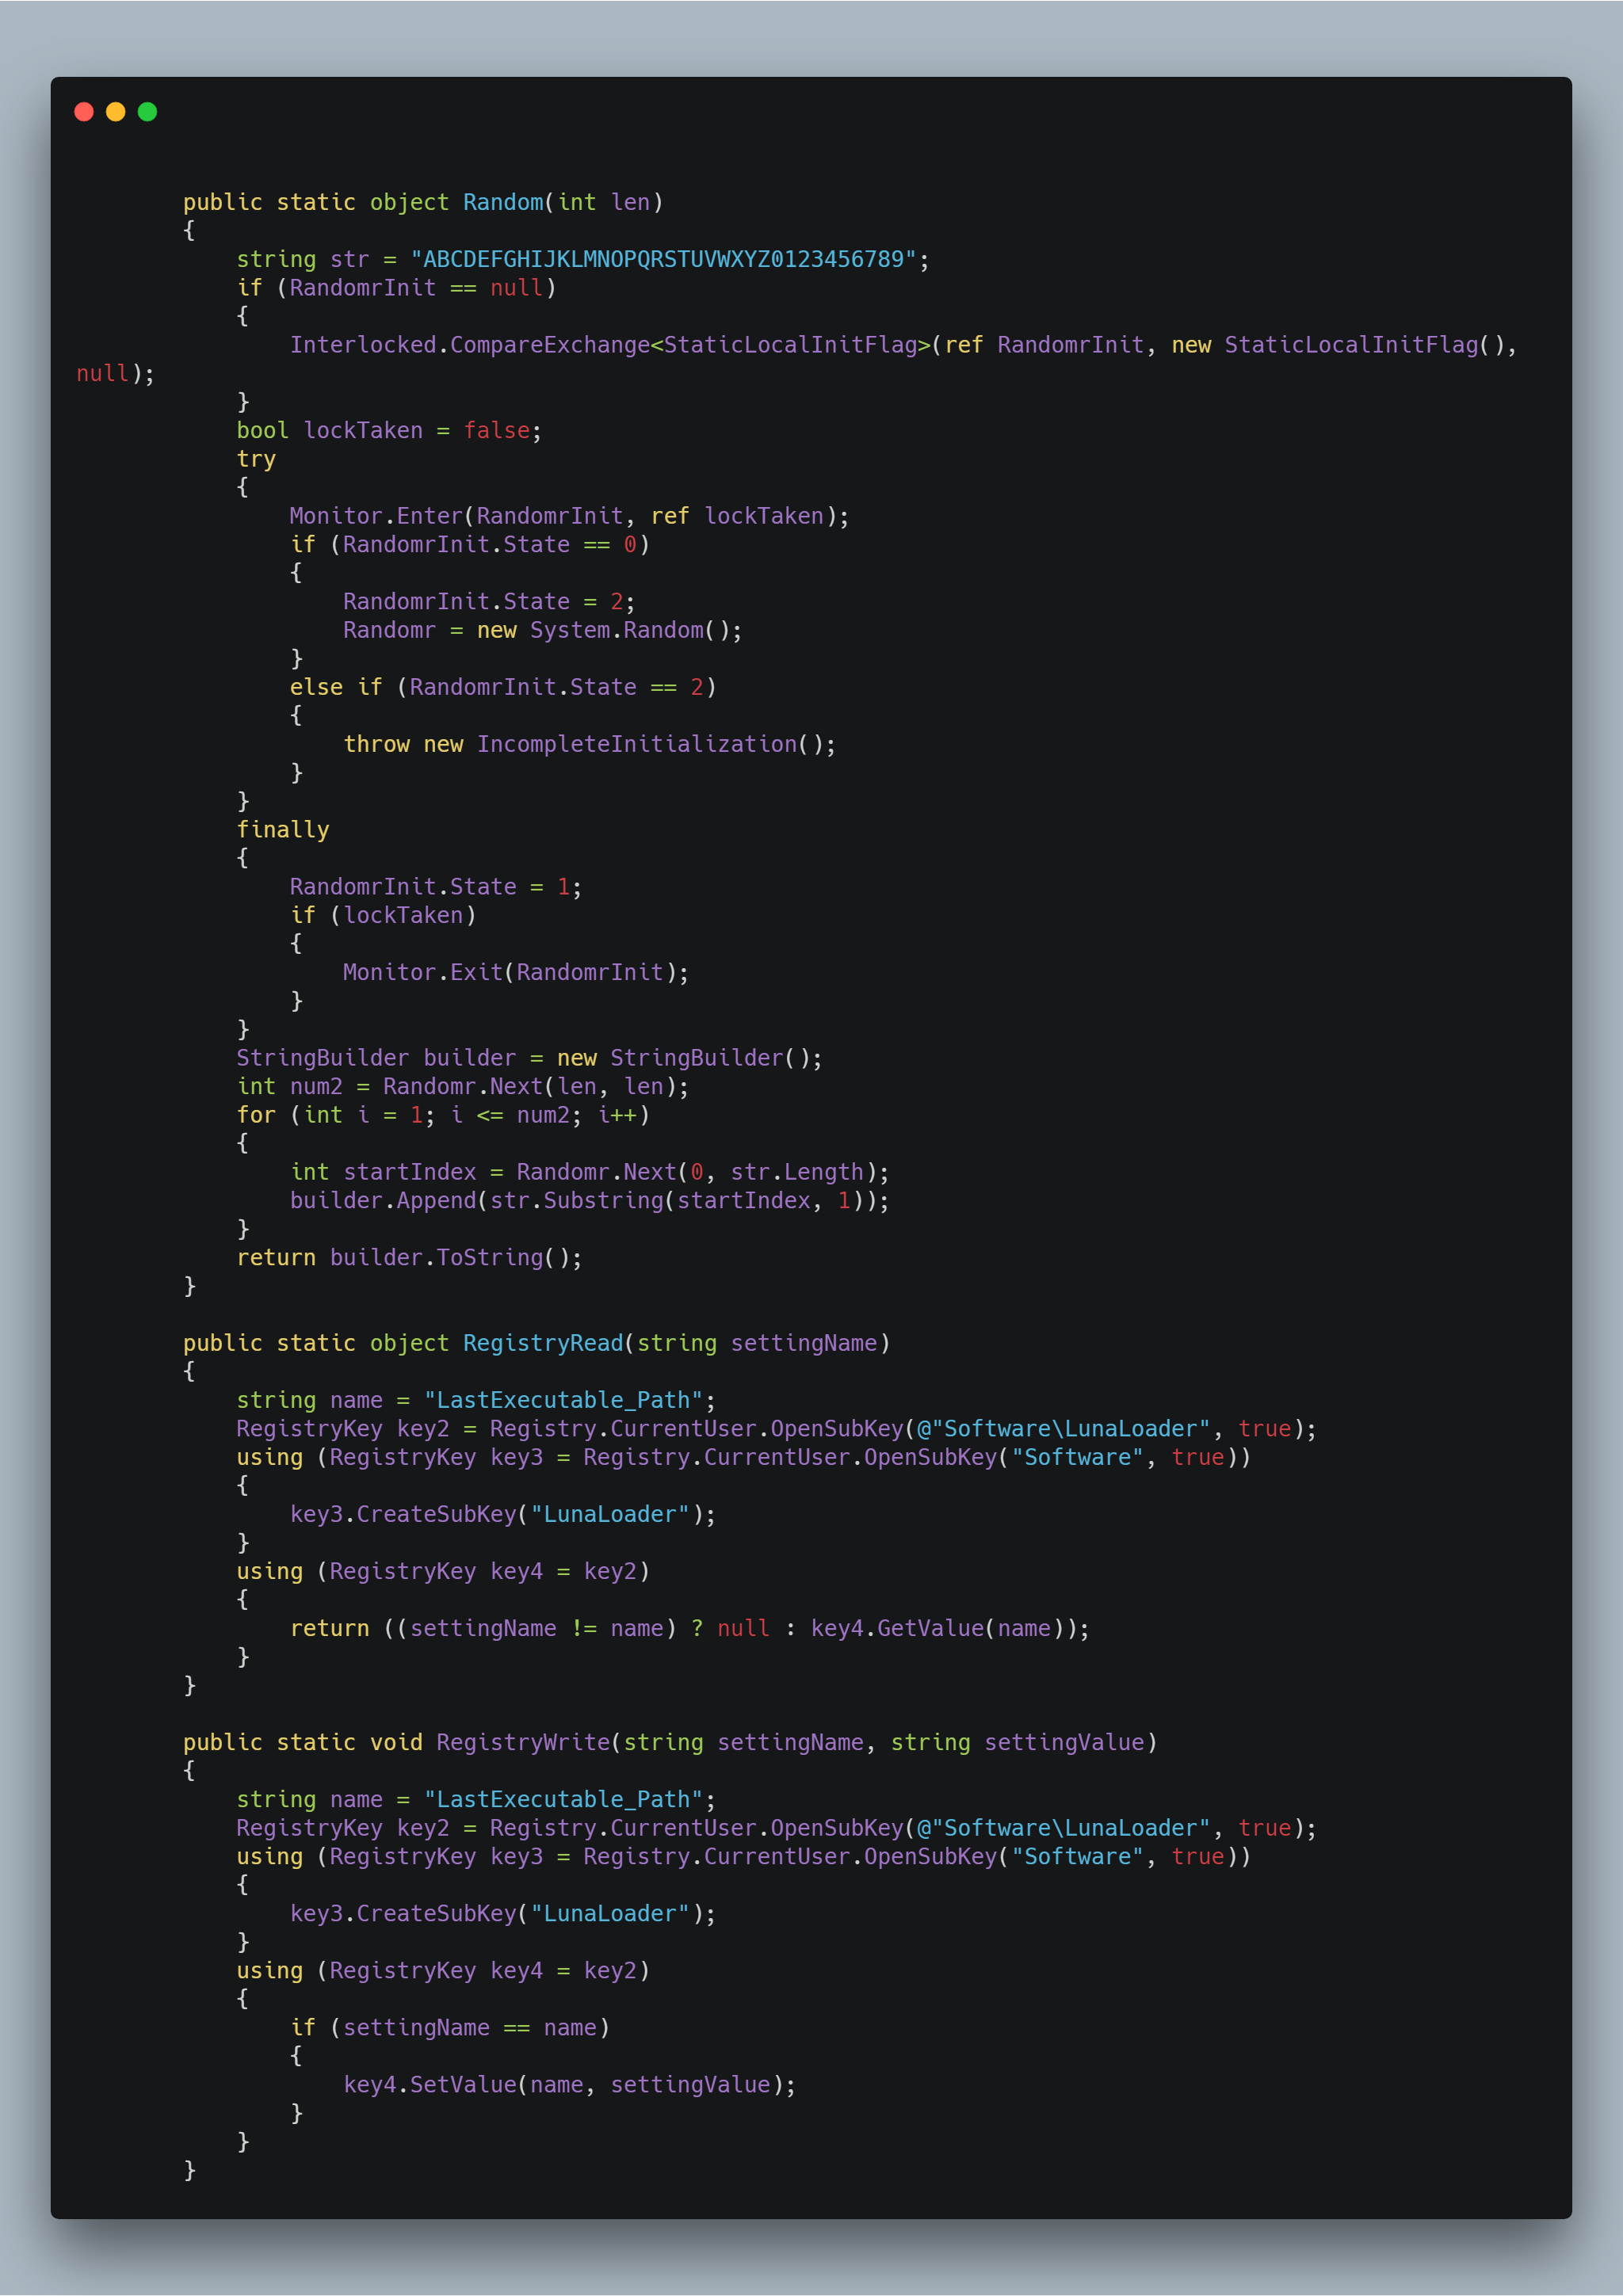 public static object Random(int len)
{
string str = "ABCDEFGHIJKLMNOPQRSTUVWXYZ0123456789";
if (RandomrInit == null)
{
Interlocked.CompareExchange<StaticLocalInitFlag>(ref RandomrInit, new StaticLocalInitFlag(),
null);
}
bool lockTaken = false;
try
{
Monitor.Enter(RandomrInit, ref lockTaken);
if (RandomrInit.State == 0)
{
RandomrInit.State = 2;
Randomr = new System.Random();
}
else if (RandomrInit.State == 2)
{
throw new IncompleteInitialization();
}
}
finally
{
RandomrInit.State = 1;
if (lockTaken)
{
Monitor.Exit(RandomrInit);
}
}
StringBuilder builder = new StringBuilder();
int num2 = Randomr.Next(len, len);
for (int i = 1; i <= num2; i++)
{
int startIndex = Randomr.Next(0, str.Length);
builder.Append(str.Substring(startIndex, 1));
}
return builder.ToString();
}
public static object RegistryRead(string settingName)
{
string name = "LastExecutable_Path";
RegistryKey key2 = Registry.CurrentUser.OpenSubKey(@"Software\LunaLoader", true);
using (RegistryKey key3 = Registry.CurrentUser.OpenSubKey("Software", true))
{
key3.CreateSubKey("LunaLoader");
}
using (RegistryKey key4 = key2)
{
return ((settingName != name) ? null : key4.GetValue(name));
}
}
public static void RegistryWrite(string settingName, string settingValue)
{
string name = "LastExecutable_Path";
RegistryKey key2 = Registry.CurrentUser.OpenSubKey(@"Software\LunaLoader", true);
using (RegistryKey key3 = Registry.CurrentUser.OpenSubKey("Software", true))
{
key3.CreateSubKey("LunaLoader");
}
using (RegistryKey key4 = key2)
{
if (settingName == name)
{
key4.SetValue(name, settingValue);
}
}
}